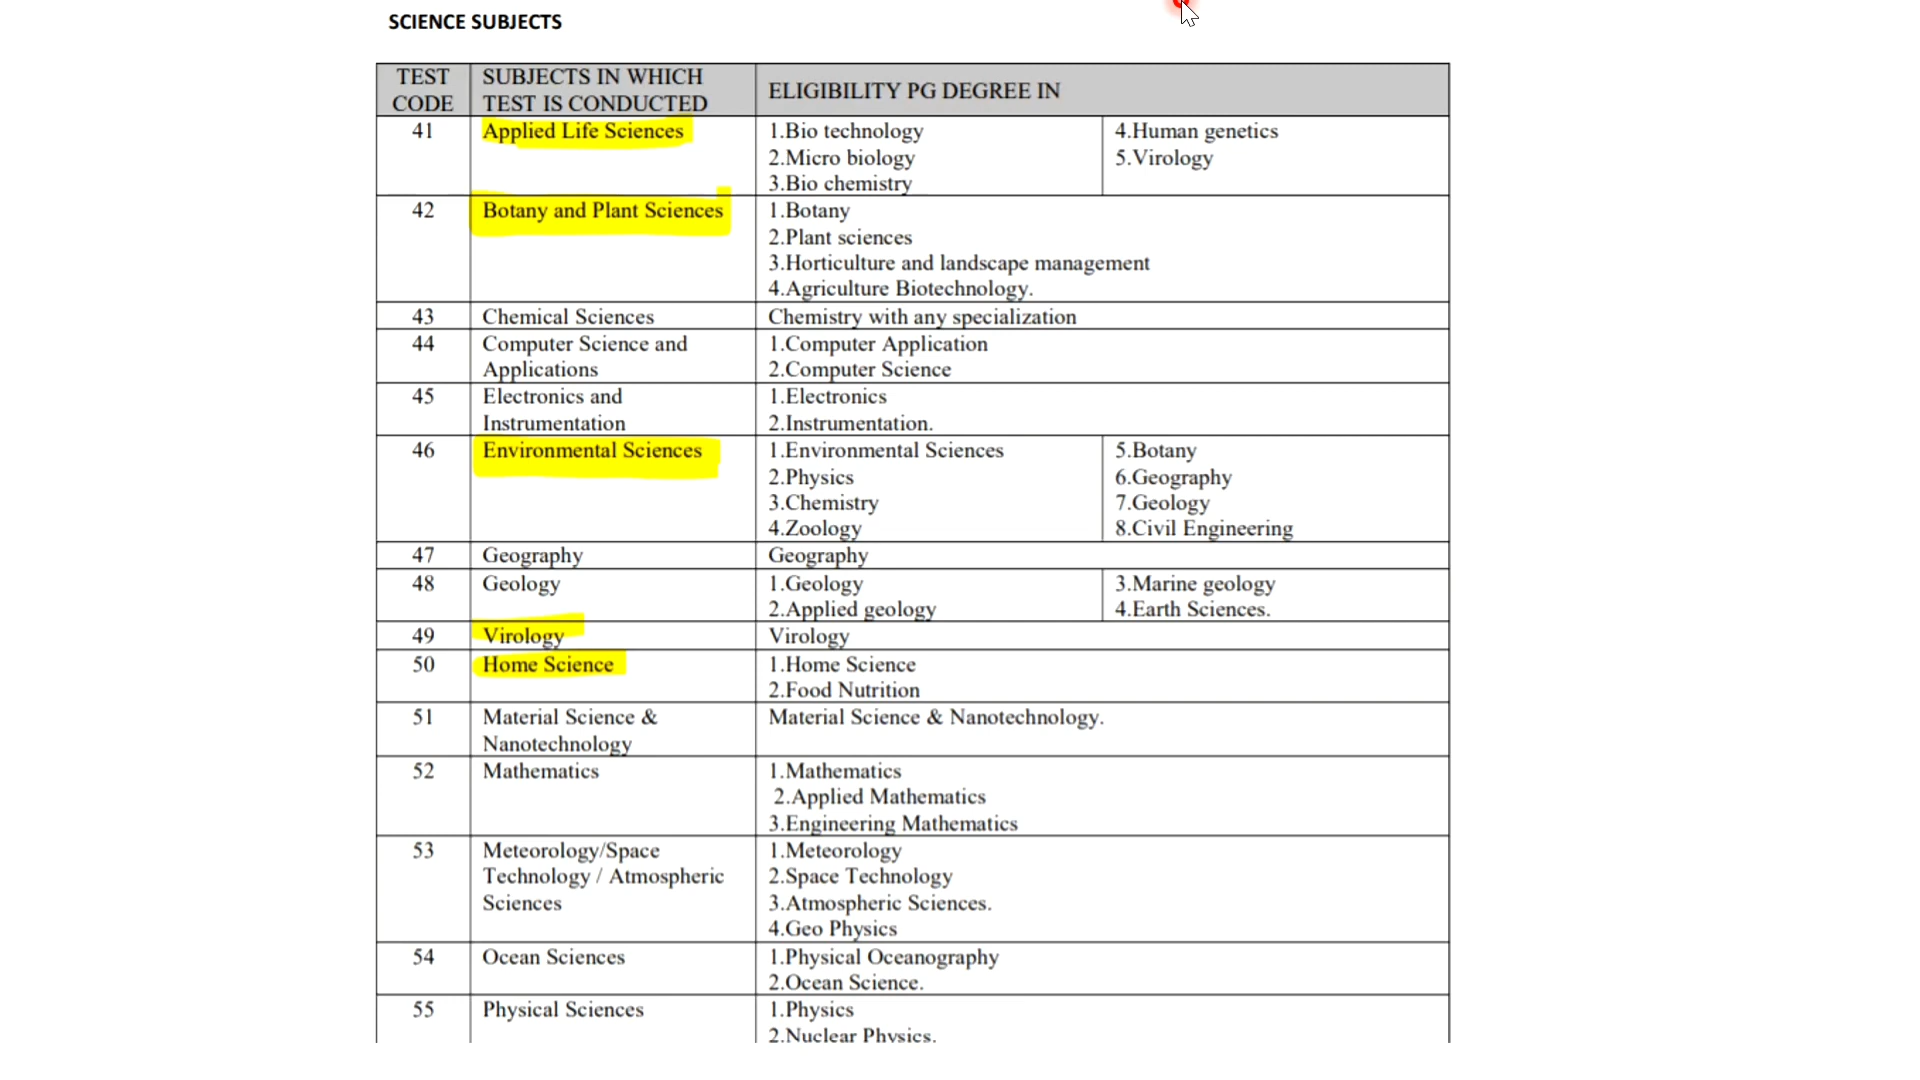 SCIENCE SUBJECTS
TEST CODE SUBJECTS IN WHICH TEST IS CONDUCTED ELIGIBILITY PG DEGREE IN
41 Applied Life Sciences 1.Bio technology 4.Human genetics
2.Micro biology 5.Virology
3.Bio chemistry
42 Botany and Plant Sciences 1.Botany
2.Plant sciences
3.Horticulture and landscape management
4.Agriculture Biotechnology.
43 Chemical Sciences Chemistry with any specialization
44 Computer Science and 1.Computer Application
Applications 2.Computer Science
45 Electronics and 1.Electronics
Instrumentation 2.Instrumentation.
46 Environmental Sciences 1.Environmental Sciences 5.Botany
2.Physics 6.Geography
3.Chemistry 7.Geology
4.Zoology 8.Civil Engineering
47 Geography Geography
48 Geology 1.Geology 3.Marine geology
2.Applied geology 4.Earth Sciences.
49 Virology Virology
50 Home Science 1.Home Science
2.Food Nutrition
51 Material Science & Material Science & Nanotechnology.
Nanotechnology
52 Mathematics 1.Mathematics
2.Applied Mathematics
3.Engineering Mathematics
53 Meteorology/Space 1.Meteorology
Technology / Atmospheric 2.Space Technology
Sciences 3.Atmospheric Sciences.
4.Geo Physics
54 Ocean Sciences 1.Physical Oceanography
2.Ocean Science.
55 Physical Sciences 1.Physics
2.Nuclear Physics.